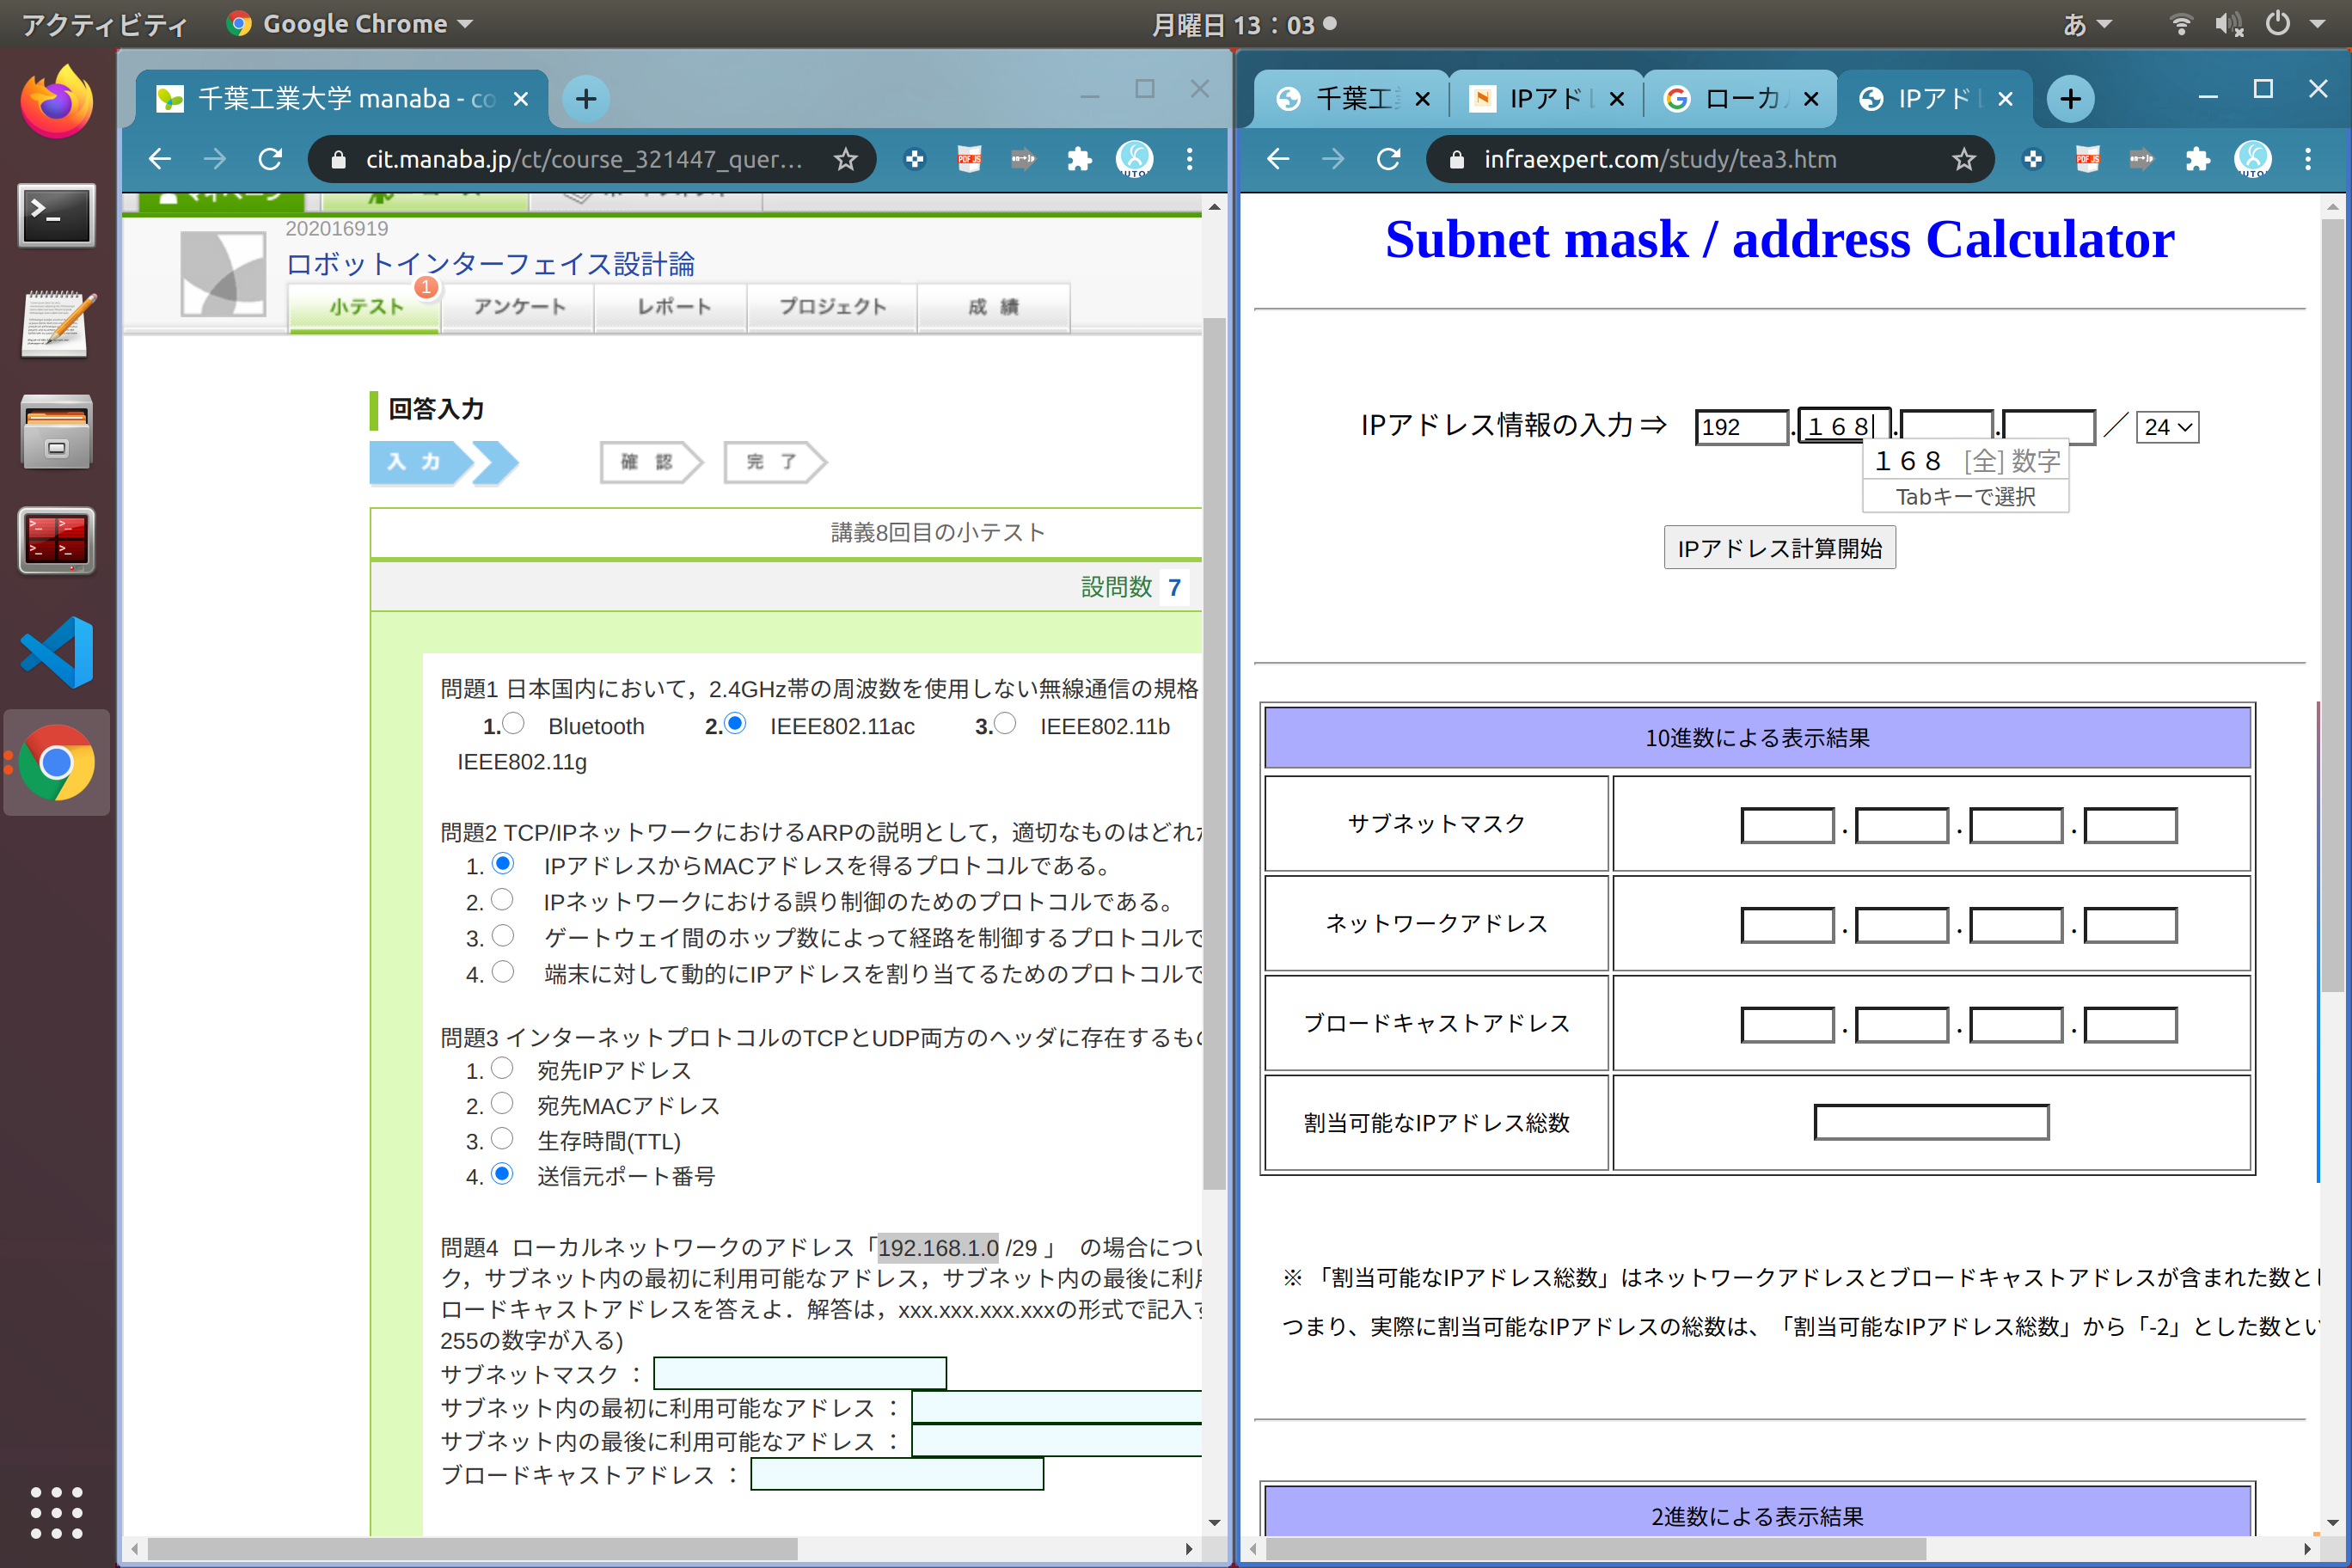 アクティビティ
Google Chrome
月曜日 13：03
あ
千葉工業大学 manaba - co
cit.manaba.jp/ct/course_321447_quer...
202016919
ロボットインターフェイス設計論
小テスト
1
アンケート
レポート
プロジェクト
成 績
回答入力
入 力
確 認
完 了
講義8回目の小テスト
設問数 7
問題1 日本国内において，2.4GHz帯の周波数を使用しない無線通信の規格
1. Bluetooth 2. IEEE802.11ac 3. IEEE802.11b
IEEE802.11g
問題2 TCP/IPネットワークにおけるARPの説明として，適切なものはどれ
1. IPアドレスからMACアドレスを得るプロトコルである。
2. IPネットワークにおける誤り制御のためのプロトコルである。
3. ゲートウェイ間のホップ数によって経路を制御するプロトコルで
4. 端末に対して動的にIPアドレスを割り当てるためのプロトコルで
問題3 インターネットプロトコルのTCPとUDP両方のヘッダに存在するも
1. 宛先IPアドレス
2. 宛先MACアドレス
3. 生存時間(TTL)
4. 送信元ポート番号
問題4 ローカルネットワークのアドレス「192.168.1.0 /29 」 の場合につ
ク，サブネット内の最初に利用可能なアドレス，サブネット内の最後に利
ロードキャストアドレスを答えよ．解答は，xxx.xxx.xxx.xxxの形式で記入
255の数字が入る)
サブネットマスク ：
サブネット内の最初に利用可能なアドレス ：
サブネット内の最後に利用可能なアドレス ：
ブロードキャストアドレス ：
千葉工
IPアド
ローカ
IPアド
infraexpert.com/study/tea3.htm
Subnet mask / address Calculator
IPアドレス情報の入力 ⇒ 192 . １６８ . . ／ 24
１６８ [全] 数字
Tabキーで選択
IPアドレス計算開始
10進数による表示結果
サブネットマスク . . .
ネットワークアドレス . . .
ブロードキャストアドレス . . .
割当可能なIPアドレス総数
※ 「割当可能なIPアドレス総数」はネットワークアドレスとブロードキャストアドレスが含まれた数と
つまり、実際に割当可能なIPアドレスの総数は、「割当可能なIPアドレス総数」から「-2」とした数と
2進数による表示結果